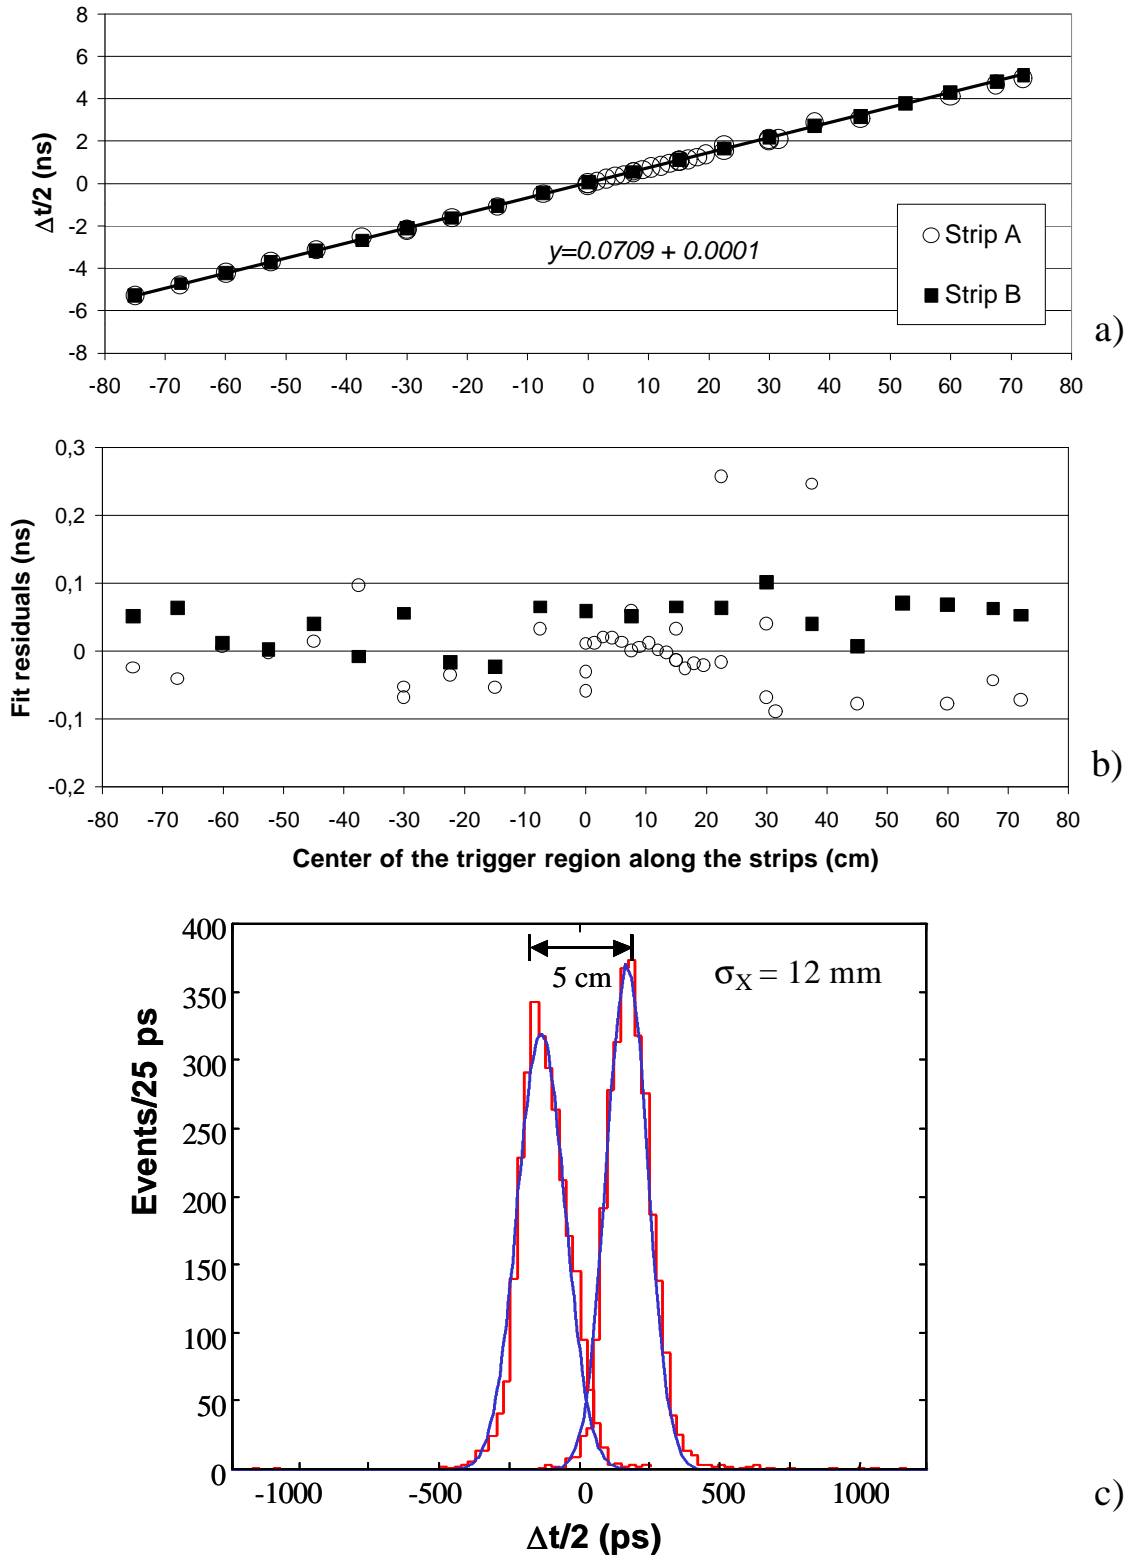 8
6
4
2
0
-2
-4
-6
-8
Δt/2 (ns)
y=0.0709 + 0.0001
Strip A
Strip B
a)
-80 -70 -60 -50 -40 -30 -20 -10 0 10 20 30 40 50 60 70 80
0,3
0,2
0,1
0
-0,1
-0,2
Fit residuals (ns)
b)
-80 -70 -60 -50 -40 -30 -20 -10 0 10 20 30 40 50 60 70 80
Center of the trigger region along the strips (cm)
400
350
300
250
200
150
100
50
0
Events/25 ps
5 cm
σX = 12 mm
-1000 -500 0 500 1000
c)
Δt/2 (ps)